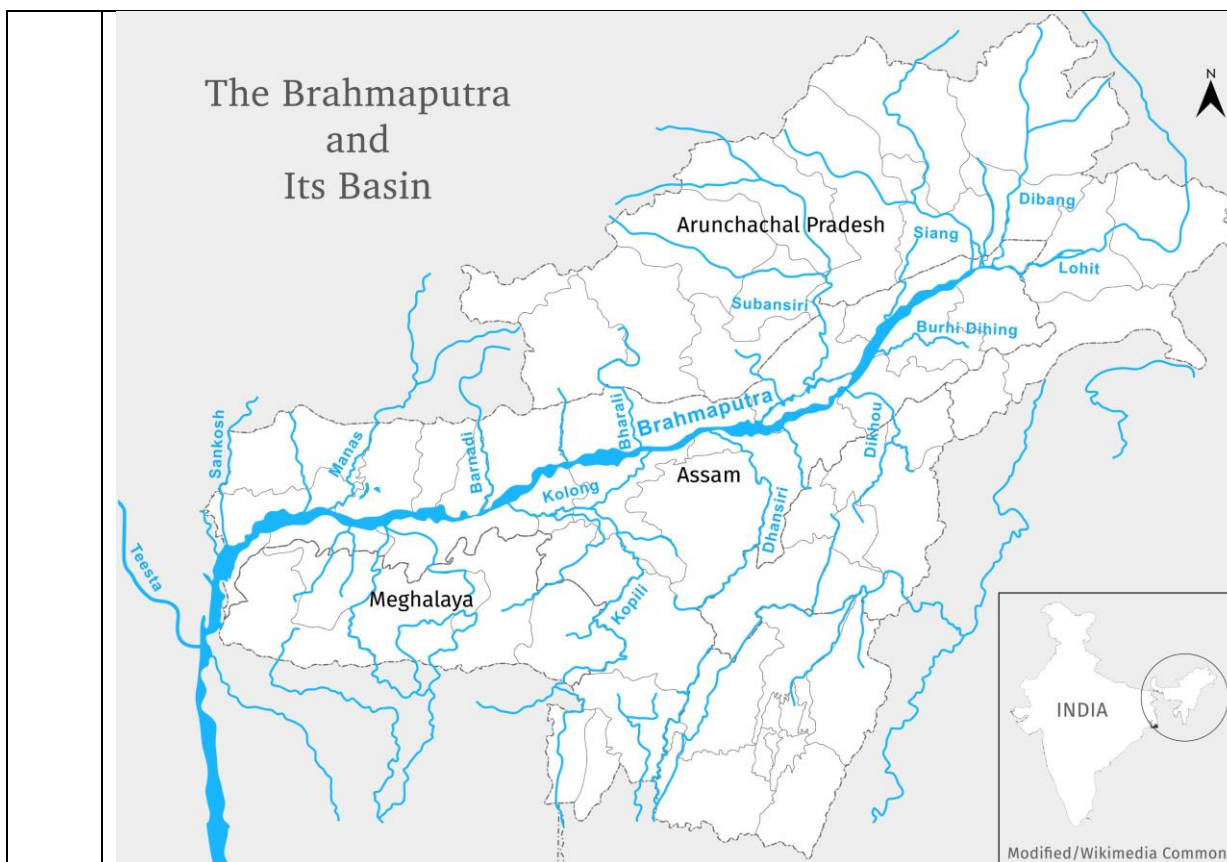 The Brahmaputra
and
Its Basin
N
Arunchachal Pradesh
Dibang
Siang
Lohit
Subansiri
Burhi Dihing
Brahmaputra
Bharali
Sankosh
Manas
Barnadi
Dikhou
Kolong
Assam
Dhansiri
Teesta
Meghalaya
Kopili
INDIA
Modified/Wikimedia Common